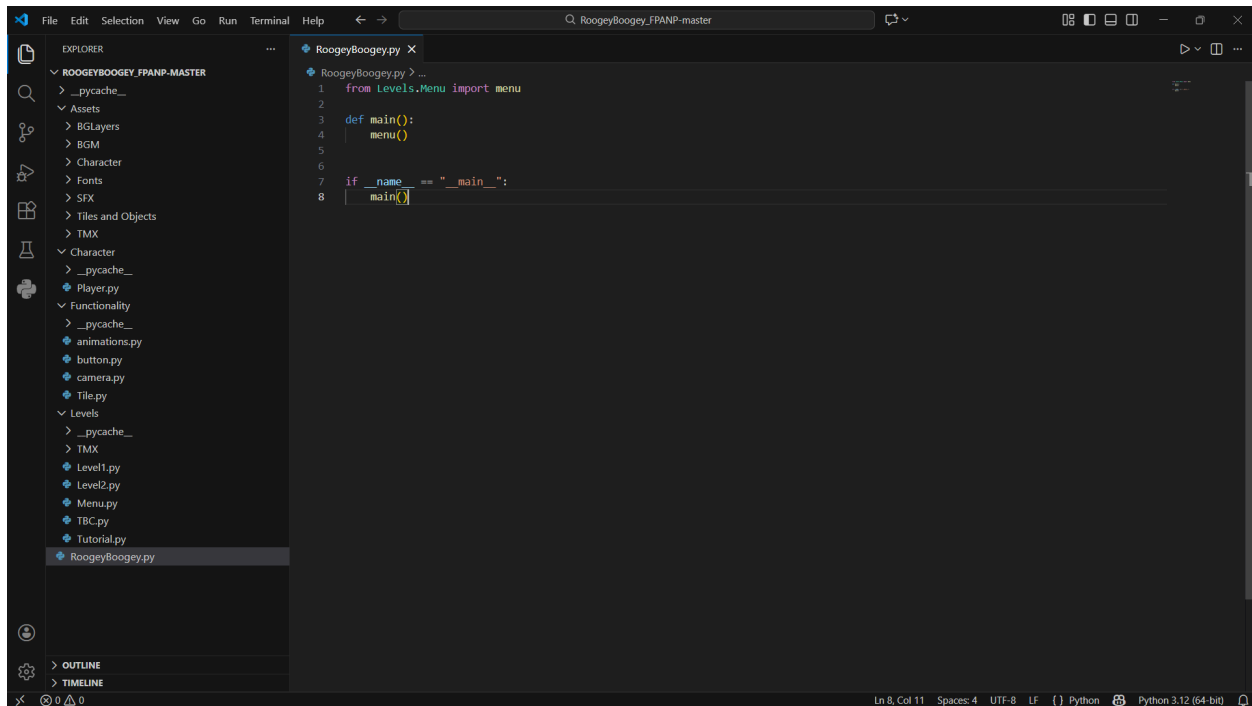 File Edit Selection View Go Run Terminal Help
RoogeyBoogey_FPANP-master
EXPLORER
ROOGEYBOOGEY_FPANP-MASTER
__pycache__
Assets
BGLayers
BGM
Character
Fonts
SFX
Tiles and Objects
TMX
Character
__pycache__
Player.py
Functionality
__pycache__
animations.py
button.py
camera.py
Tile.py
Levels
__pycache__
TMX
Level1.py
Level2.py
Menu.py
TBC.py
Tutorial.py
RoogeyBoogey.py
OUTLINE
TIMELINE
RoogeyBoogey.py
RoogeyBoogey.py > ...
1 from Levels.Menu import menu
2
3 def main():
4     menu()
5
6
7 if __name__ == "__main__":
8     main()
0 0
Ln 8, Col 11 Spaces: 4 UTF-8 LF { } Python Python 3.12 (64-bit)